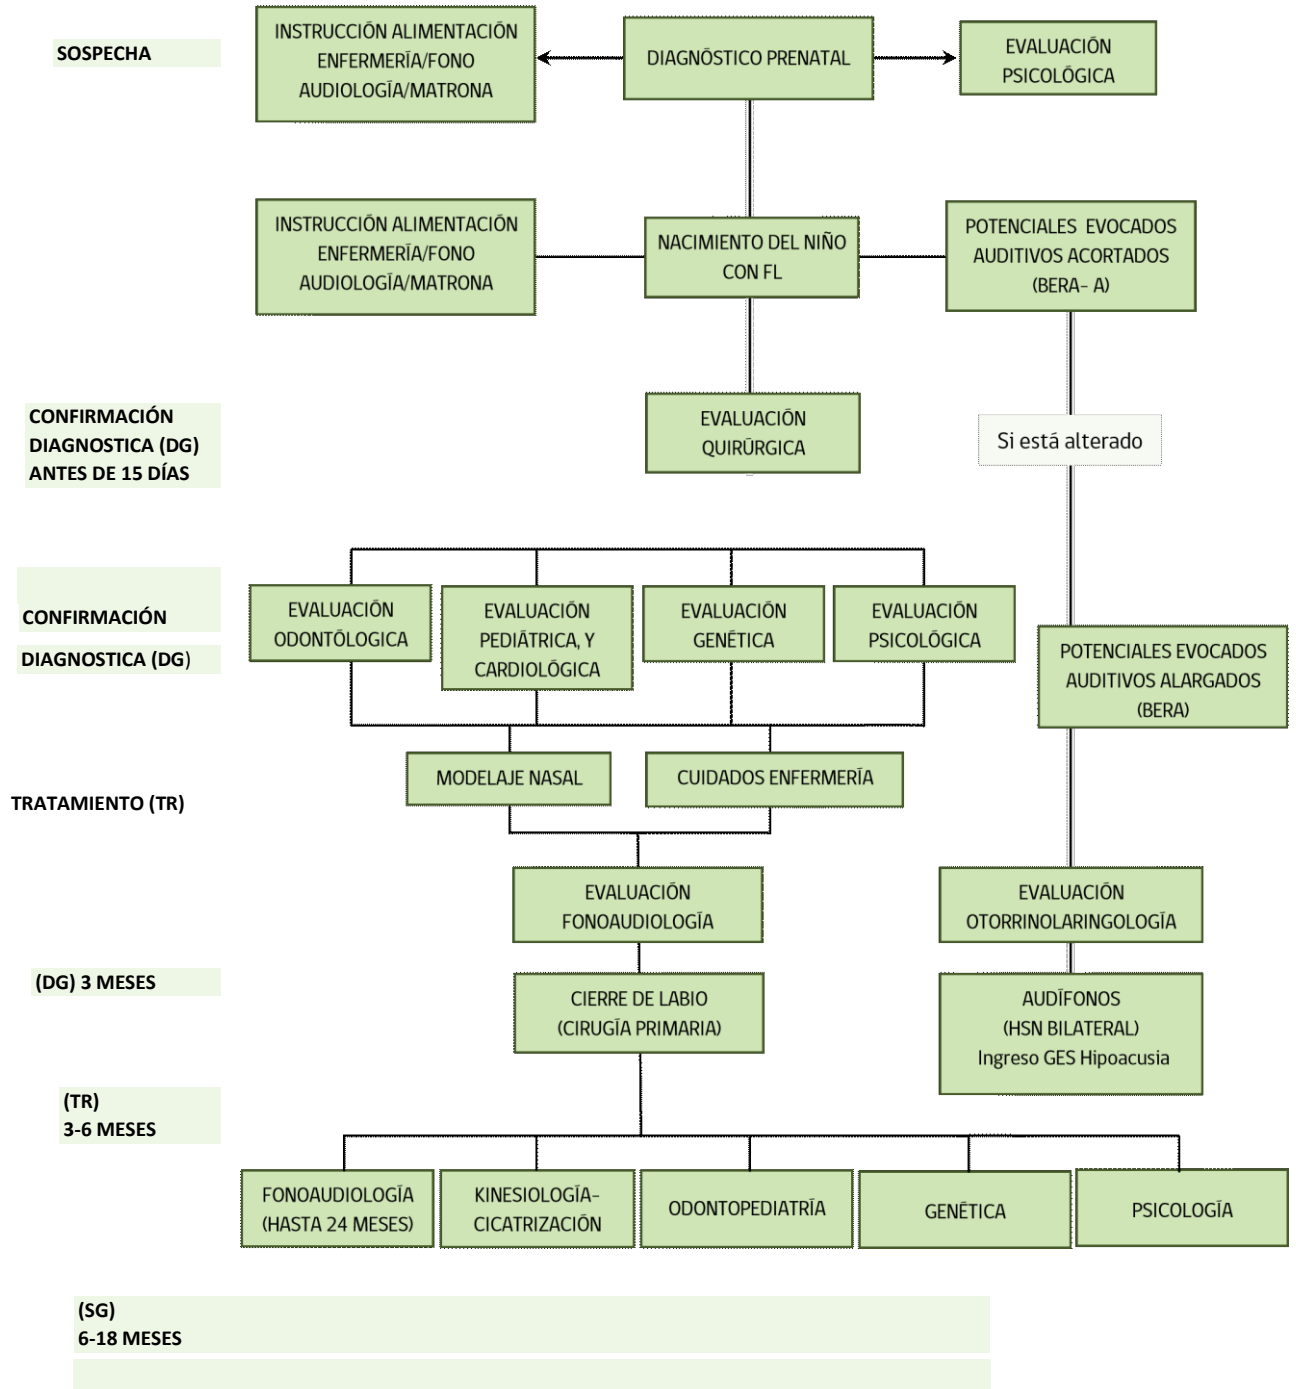 SOSPECHA
INSTRUCCIÓN ALIMENTACIÓN
ENFERMERÍA/FONO
AUDIOLOGÍA/MATRONA
DIAGNÓSTICO PRENATAL
EVALUACIÓN
PSICOLÓGICA
INSTRUCCIÓN ALIMENTACIÓN
ENFERMERÍA/FONO
AUDIOLOGÍA/MATRONA
NACIMIENTO DEL NIÑO
CON FL
POTENCIALES EVOCADOS
AUDITIVOS ACORTADOS
(BERA- A)
CONFIRMACIÓN
DIAGNOSTICA (DG)
ANTES DE 15 DÍAS
EVALUACIÓN
QUIRÚRGICA
Si está alterado
CONFIRMACIÓN
DIAGNOSTICA (DG)
EVALUACIÓN
ODONTÓLOGICA
EVALUACIÓN
PEDIÁTRICA, Y
CARDIOLÓGICA
EVALUACIÓN
GENÉTICA
EVALUACIÓN
PSICOLÓGICA
POTENCIALES EVOCADOS
AUDITIVOS ALARGADOS
(BERA)
TRATAMIENTO (TR)
MODELAJE NASAL
CUIDADOS ENFERMERÍA
EVALUACIÓN
FONOAUDIOLOGÍA
EVALUACIÓN
OTORRINOLARINGOLOGÍA
(DG) 3 MESES
CIERRE DE LABIO
(CIRUGÍA PRIMARIA)
AUDÍFONOS
(HSN BILATERAL)
Ingreso GES Hipoacusia
(TR)
3-6 MESES
FONOAUDIOLOGÍA
(HASTA 24 MESES)
KINESIOLOGÍA-
CICATRIZACIÓN
ODONTOPEDIATRÍA
GENÉTICA
PSICOLOGÍA
(SG)
6-18 MESES